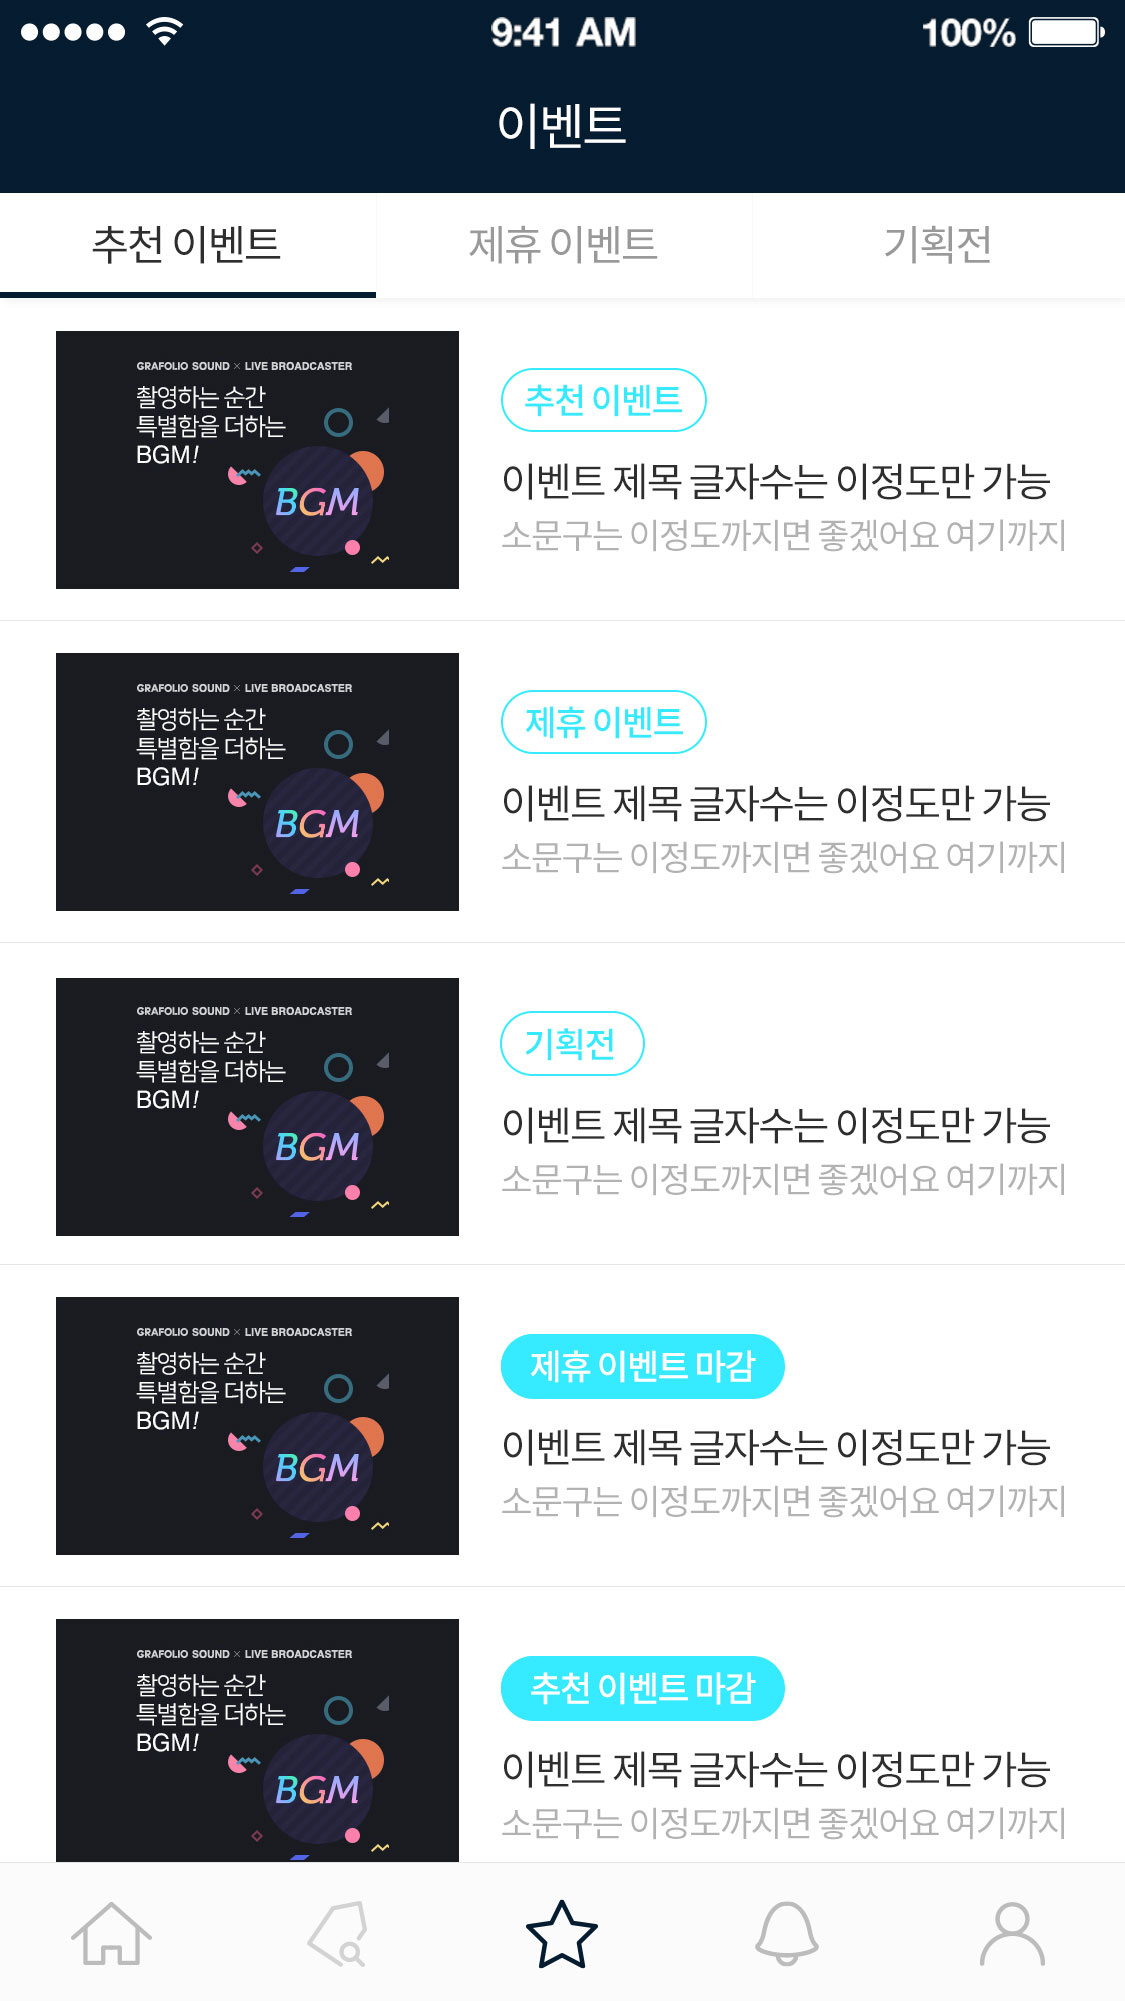 9:41 AM
100%
이벤트
추천 이벤트
제휴 이벤트
기획전
GRAFOLIO SOUND × LIVE BROADCASTER
촬영하는 순간
특별함을 더하는
BGM!
BGM
추천 이벤트
이벤트 제목 글자수는 이정도만 가능
소문구는 이정도까지면 좋겠어요 여기까지
GRAFOLIO SOUND × LIVE BROADCASTER
촬영하는 순간
특별함을 더하는
BGM!
BGM
제휴 이벤트
이벤트 제목 글자수는 이정도만 가능
소문구는 이정도까지면 좋겠어요 여기까지
GRAFOLIO SOUND × LIVE BROADCASTER
촬영하는 순간
특별함을 더하는
BGM!
BGM
기획전
이벤트 제목 글자수는 이정도만 가능
소문구는 이정도까지면 좋겠어요 여기까지
GRAFOLIO SOUND × LIVE BROADCASTER
촬영하는 순간
특별함을 더하는
BGM!
BGM
제휴 이벤트 마감
이벤트 제목 글자수는 이정도만 가능
소문구는 이정도까지면 좋겠어요 여기까지
GRAFOLIO SOUND × LIVE BROADCASTER
촬영하는 순간
특별함을 더하는
BGM!
BGM
추천 이벤트 마감
이벤트 제목 글자수는 이정도만 가능
소문구는 이정도까지면 좋겠어요 여기까지